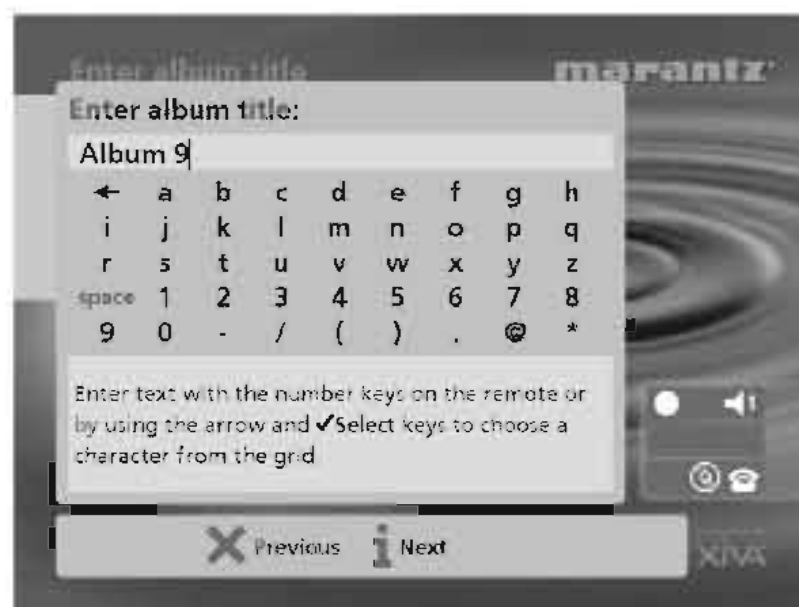 Enter album title
marantz
Enter album title:
Album 9
← a b c d e f g h
i j k l m n o p q
r s t u v w x y z
space 1 2 3 4 5 6 7 8
9 0 - / ( ) . @ *
Enter text with the number keys on the remote or
by using the arrow and ✓Select keys to choose a
character from the grid
Previous Next
XIVA